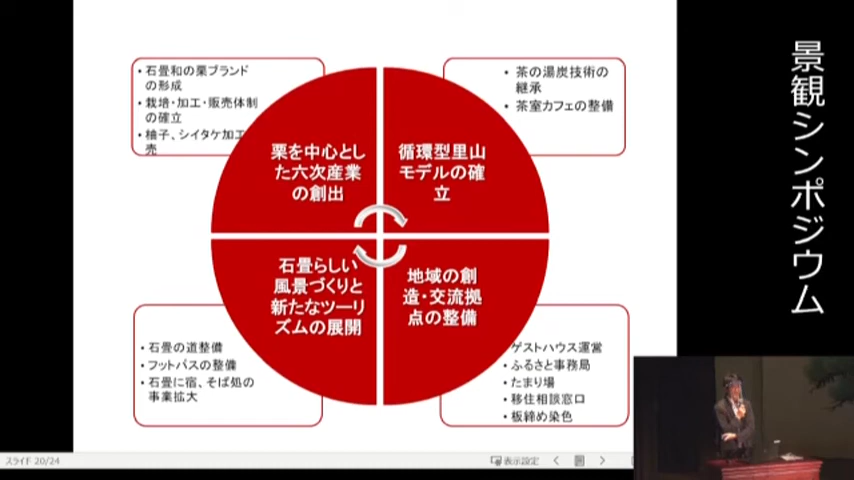 ・石畳和の栗ブランド
の形成
・栽培・加工・販売体制
の確立
・柚子、シイタケ加工
売
・茶の湯炭技術の
継承
・茶室カフェの整備
栗を中心とし
た六次産業
の創出
循環型里山
モデルの確
立
石畳らしい
風景づくりと
新たなツーリ
ズムの展開
地域の創
造・交流拠
点の整備
・石畳の道整備
・フットパスの整備
・石畳に宿、そば処の
事業拡大
ゲストハウス運営
・ふるさと事務局
・たまり場
・移住相談窓口
・板締め染色
景観シンポジウム
スライド 20/24
表示設定